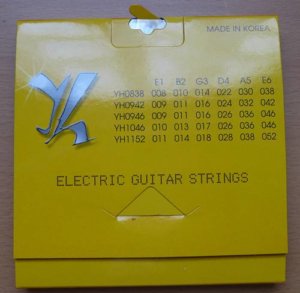 MADE IN KOREA
E1 B2 G3 D4 A5 E6
YH0838 008 010 014 022 030 038
YH0942 009 011 016 024 032 042
YH0946 009 011 016 026 036 046
YH1046 010 013 017 026 036 046
YH1152 011 014 018 028 038 052
ELECTRIC GUITAR STRINGS